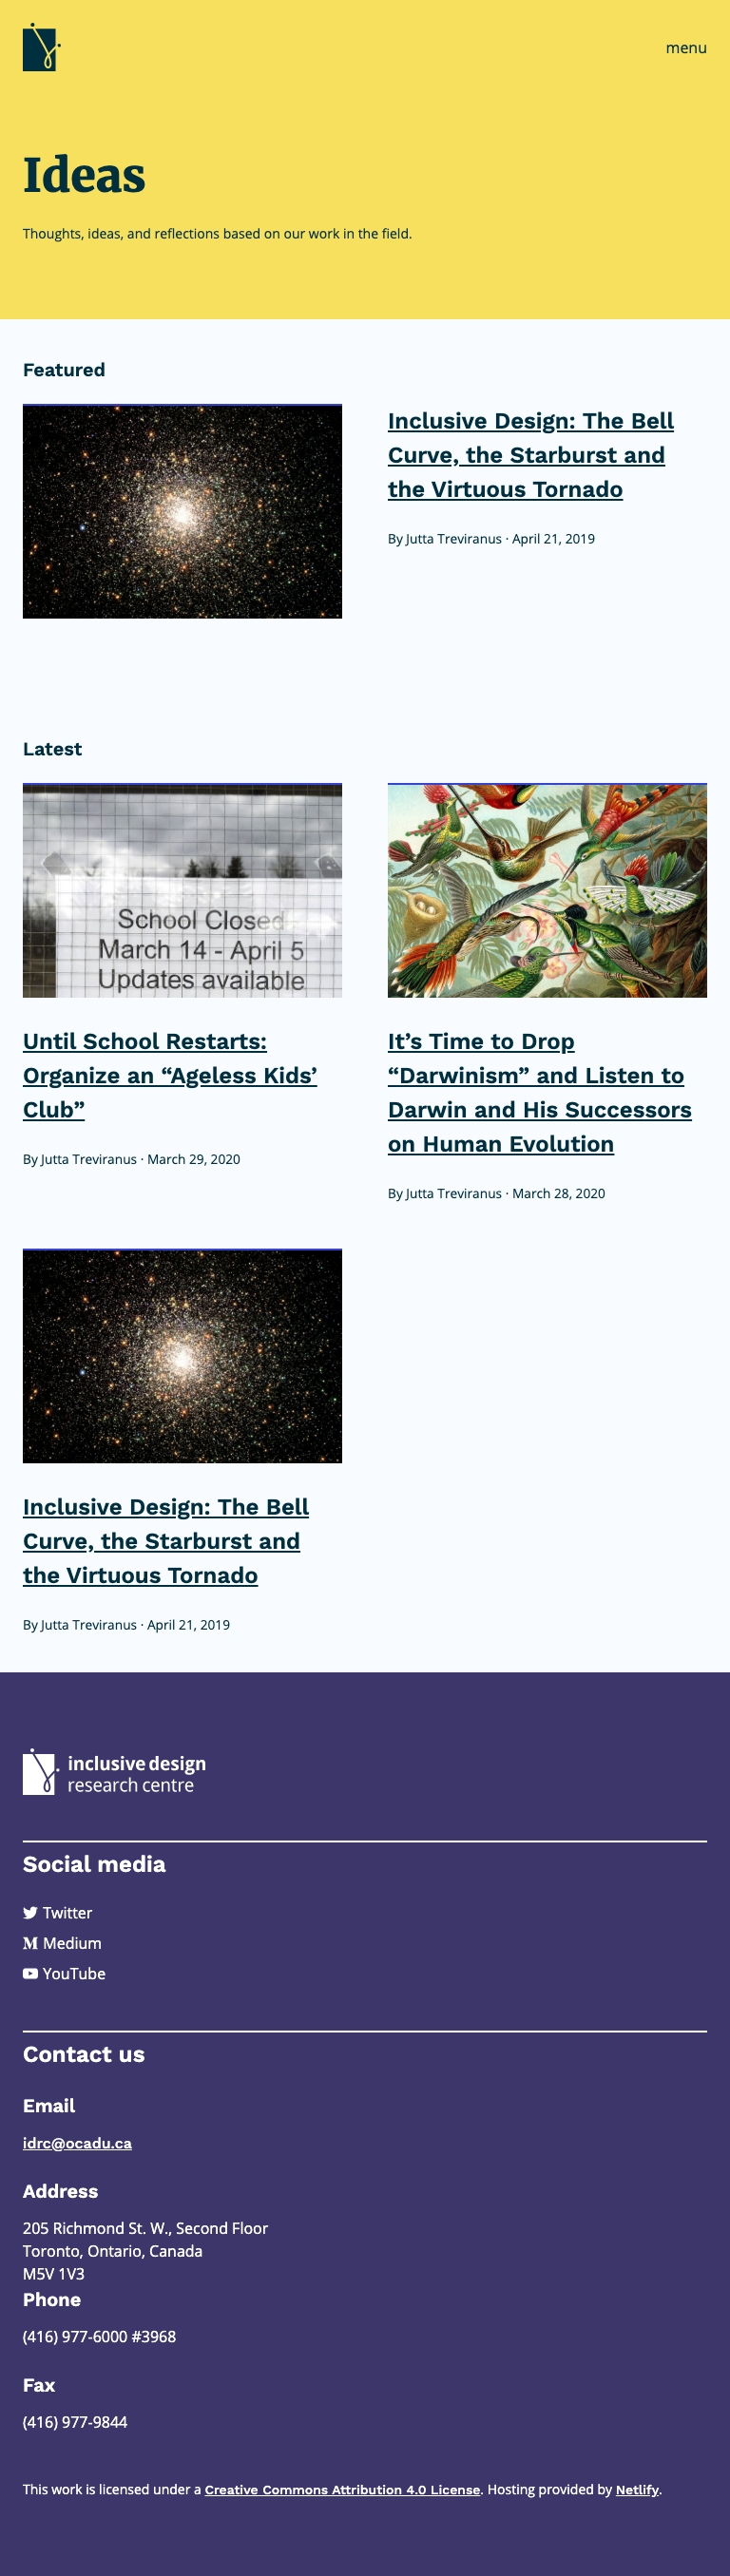 menu
Ideas
Thoughts, ideas, and reflections based on our work in the field.
Featured
Inclusive Design: The Bell
Curve, the Starburst and
the Virtuous Tornado
By Jutta Treviranus · April 21, 2019
Latest
School Closed
March 14 - April 5
Updates available
Until School Restarts:
Organize an “Ageless Kids’
Club”
By Jutta Treviranus · March 29, 2020
It’s Time to Drop
“Darwinism” and Listen to
Darwin and His Successors
on Human Evolution
By Jutta Treviranus · March 28, 2020
Inclusive Design: The Bell
Curve, the Starburst and
the Virtuous Tornado
By Jutta Treviranus · April 21, 2019
inclusive design
research centre
Social media
Twitter
Medium
YouTube
Contact us
Email
idrc@ocadu.ca
Address
205 Richmond St. W., Second Floor
Toronto, Ontario, Canada
M5V 1V3
Phone
(416) 977-6000 #3968
Fax
(416) 977-9844
This work is licensed under a Creative Commons Attribution 4.0 License. Hosting provided by Netlify.